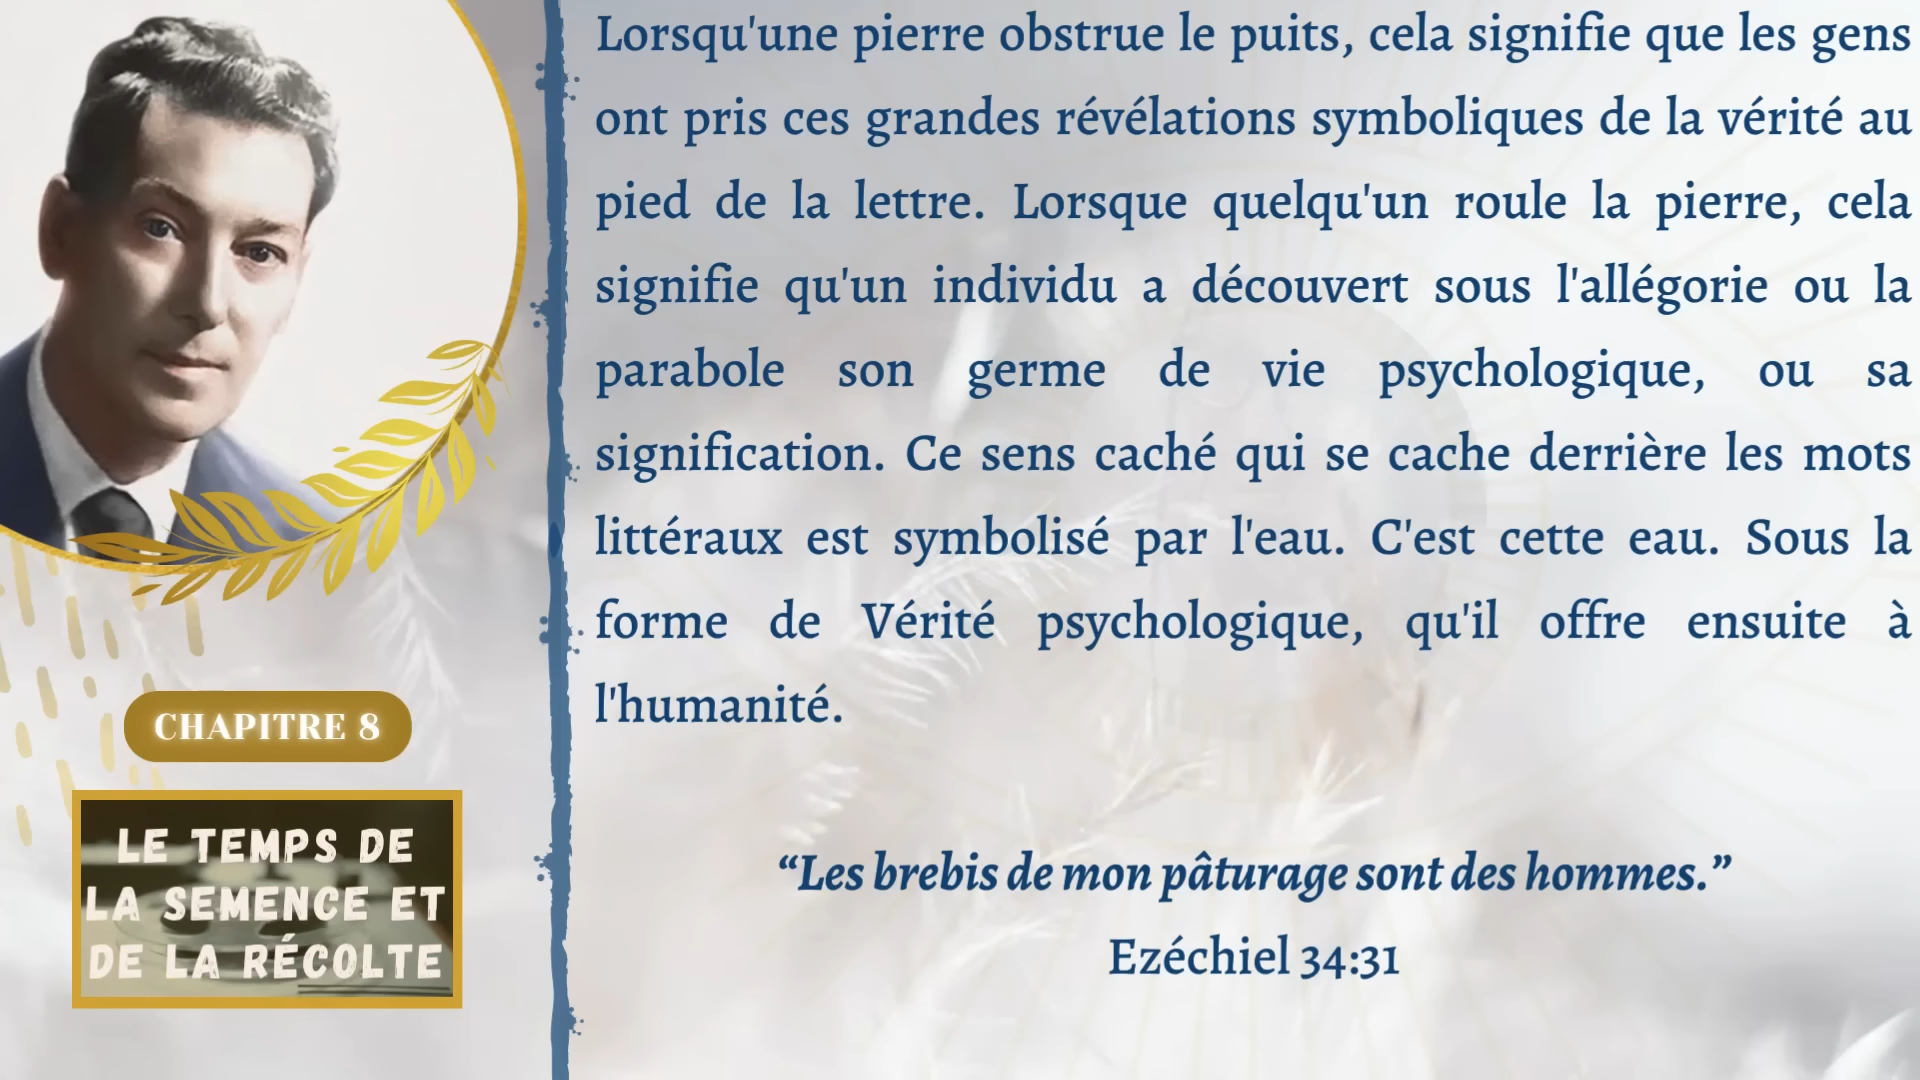 Lorsqu'une pierre obstrue le puits, cela signifie que les gens
ont pris ces grandes révélations symboliques de la vérité au
pied de la lettre. Lorsque quelqu'un roule la pierre, cela
signifie qu'un individu a découvert sous l'allégorie ou la
parabole son germe de vie psychologique, ou sa
signification. Ce sens caché qui se cache derrière les mots
littéraux est symbolisé par l'eau. C'est cette eau. Sous la
forme de Vérité psychologique, qu'il offre ensuite à
l'humanité.
“Les brebis de mon pâturage sont des hommes.”
Ezéchiel 34:31
CHAPITRE 8
LE TEMPS DE
LA SEMENCE ET
DE LA RÉCOLTE